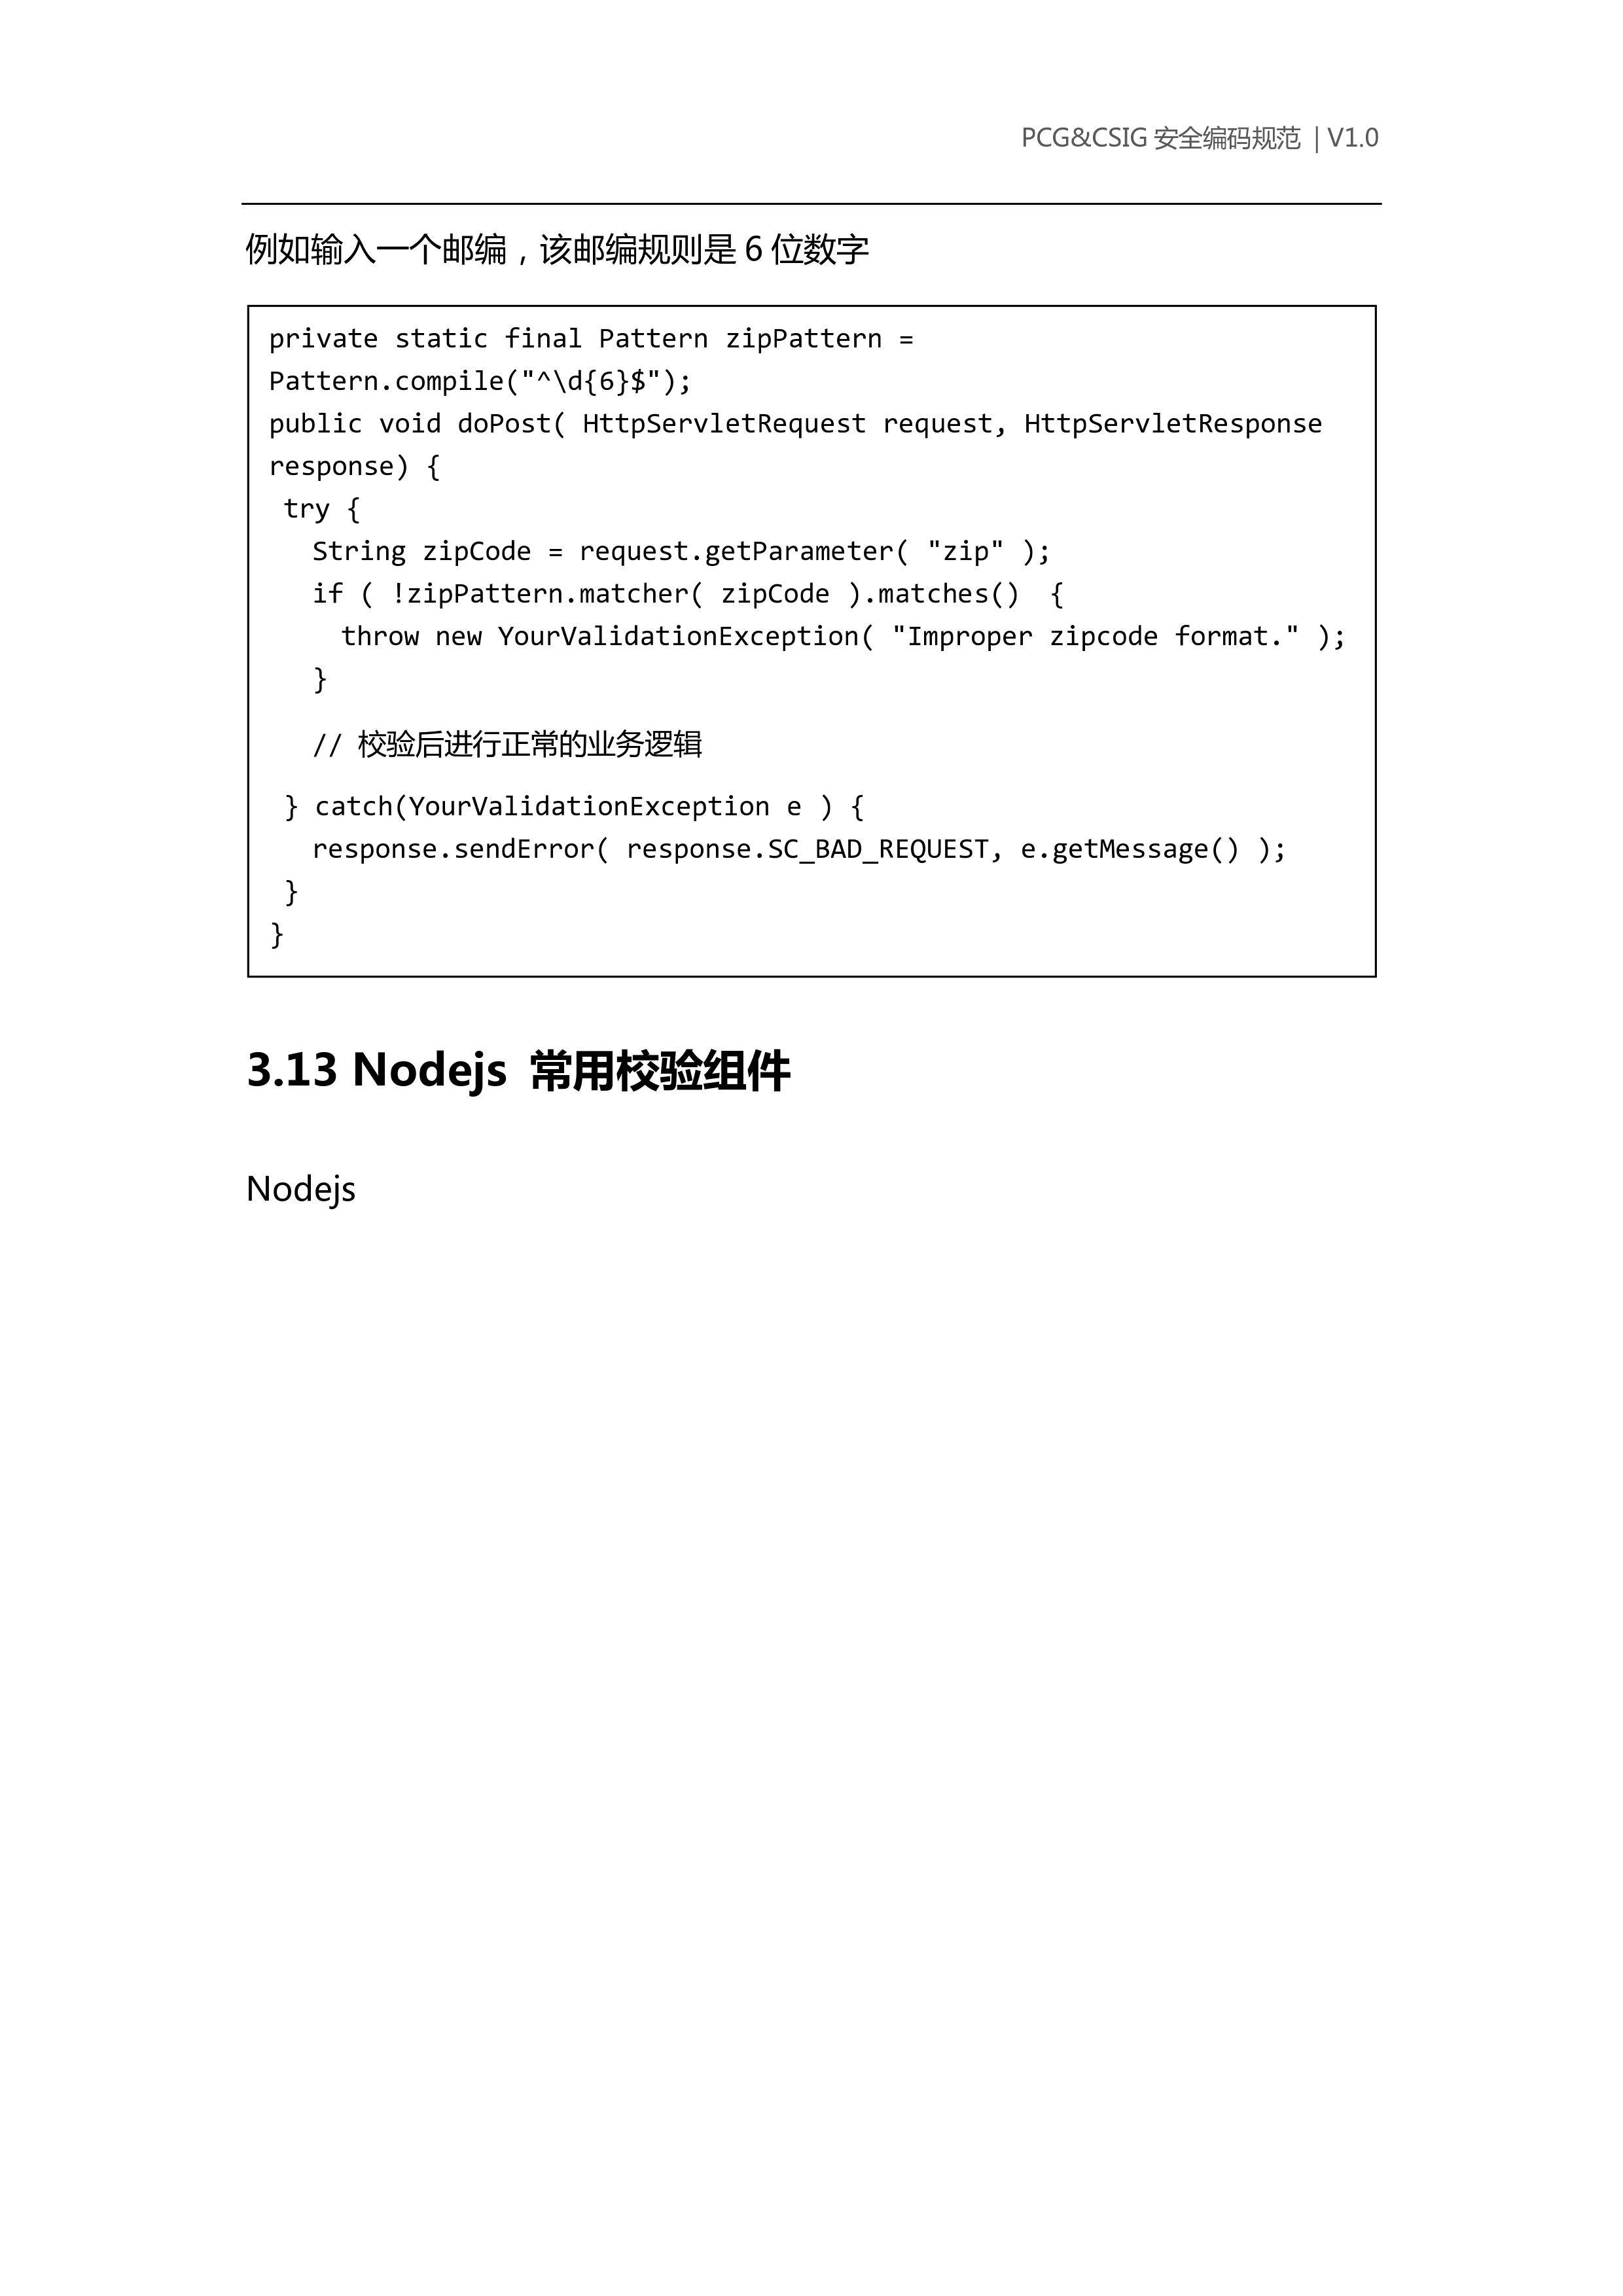 PCG&CSIG 安全编码规范 | V1.0
例如输入一个邮编，该邮编规则是 6 位数字
private static final Pattern zipPattern =
Pattern.compile("^\d{6}$");
public void doPost( HttpServletRequest request, HttpServletResponse
response) {
try {
String zipCode = request.getParameter( "zip" );
if ( !zipPattern.matcher( zipCode ).matches()  {
throw new YourValidationException( "Improper zipcode format." );
}
// 校验后进行正常的业务逻辑
} catch(YourValidationException e ) {
response.sendError( response.SC_BAD_REQUEST, e.getMessage() );
}
}
3.13 Nodejs 常用校验组件
Nodejs